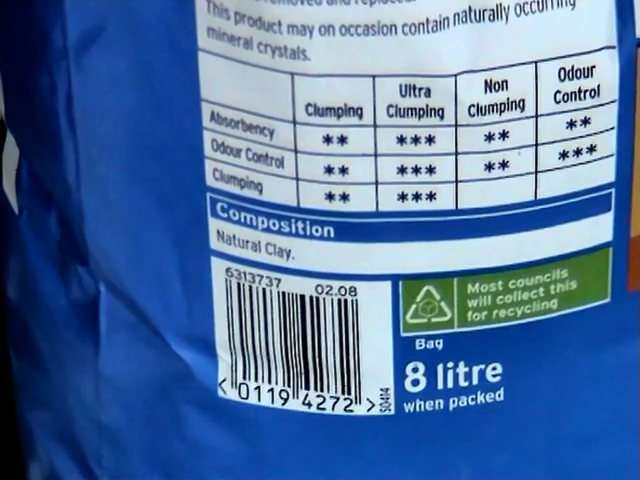 This product may on occasion contain naturally occurring
mineral crystals.
Clumping Ultra Clumping Non Clumping Odour Control
Absorbency ** *** ** **
Odour Control ** *** ** ***
Clumping ** ***
Composition
Natural Clay.
6313737 02.08
< 0119 4272 >
S0404
Most councils
will collect this
for recycling
Bag
8 litre
when packed